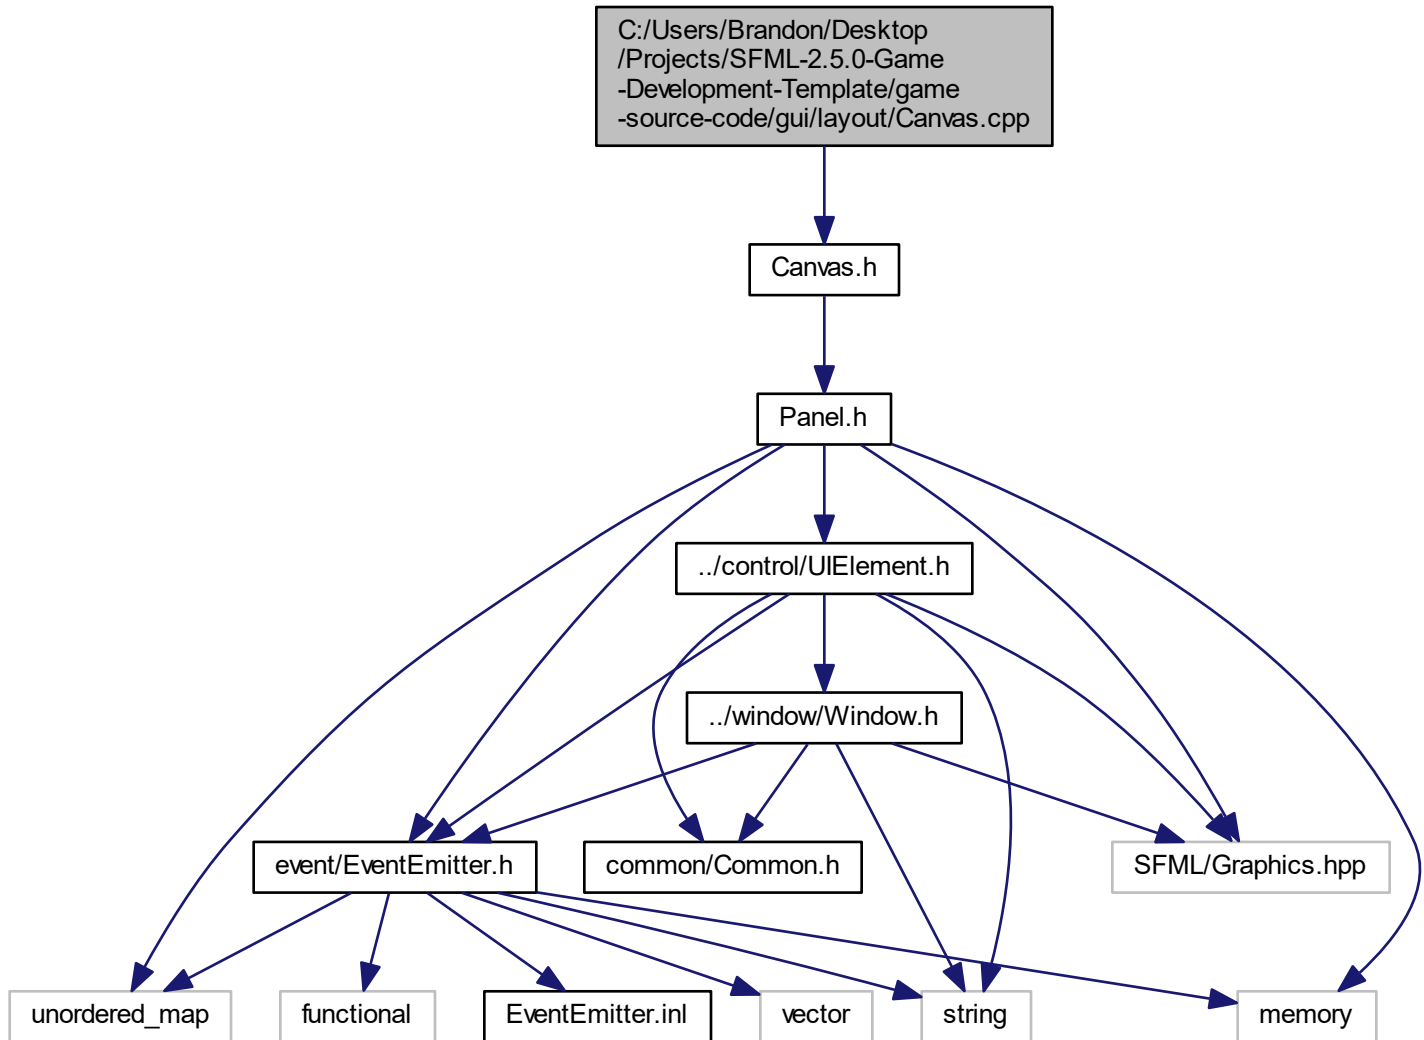 C:/Users/Brandon/Desktop
/Projects/SFML-2.5.0-Game
-Development-Template/game
-source-code/gui/layout/Canvas.cpp
Canvas.h
Panel.h
../control/UIElement.h
../window/Window.h
event/EventEmitter.h
common/Common.h
SFML/Graphics.hpp
unordered_map
functional
EventEmitter.inl
vector
string
memory